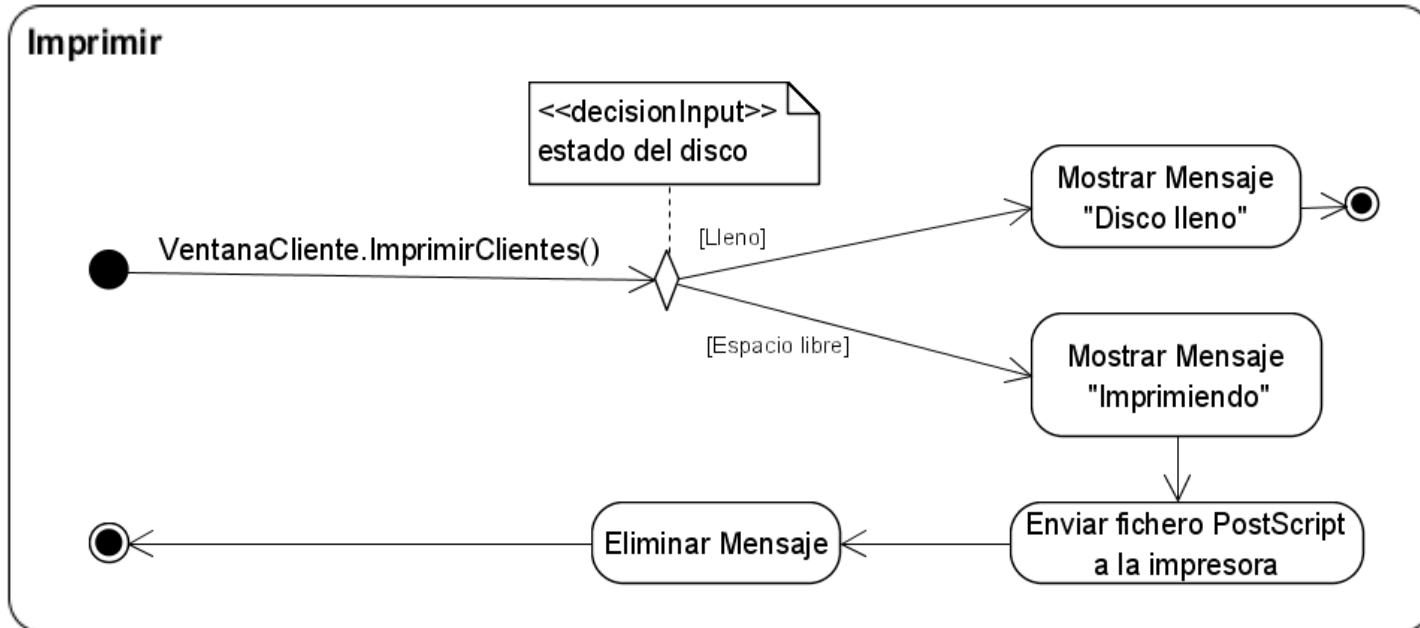 Imprimir
<<decisionInput>>
estado del disco
VentanaCliente.ImprimirClientes()
[Lleno]
Mostrar Mensaje
"Disco lleno"
[Espacio libre]
Mostrar Mensaje
"Imprimiendo"
Enviar fichero PostScript
a la impresora
Eliminar Mensaje